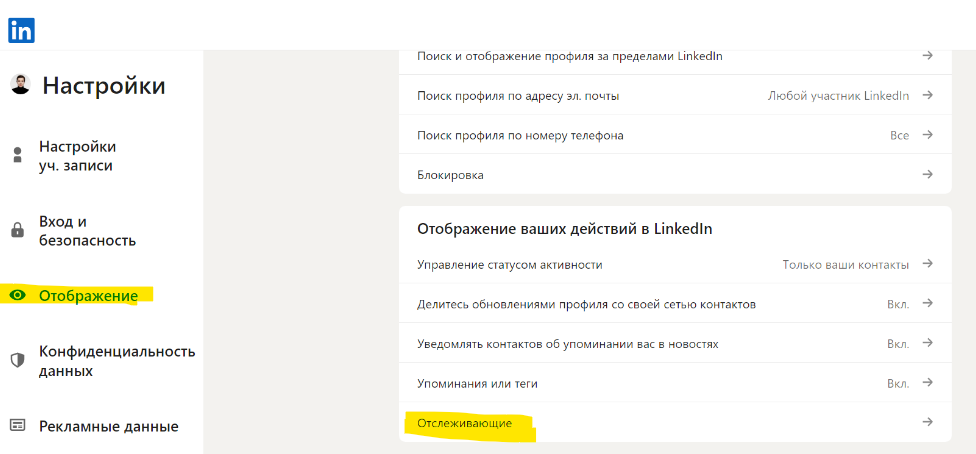 in
Настройки
Настройки
уч. записи
Вход и
безопасность
Отображение
Конфиденциальность
данных
Рекламные данные
Поиск и отображение профиля за пределами LinkedIn
Поиск профиля по адресу эл. почты Любой участник LinkedIn
Поиск профиля по номеру телефона Все
Блокировка
Отображение ваших действий в LinkedIn
Управление статусом активности Только ваши контакты
Делитесь обновлениями профиля со своей сетью контактов Вкл.
Уведомлять контактов об упоминании вас в новостях Вкл.
Упоминания или теги Вкл.
Отслеживающие